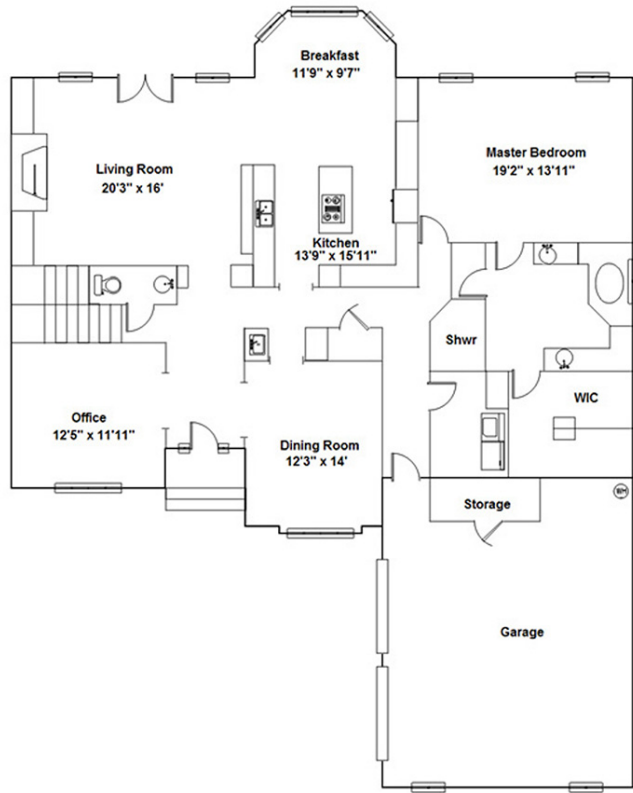 Breakfast
11'9" x 9'7"
Living Room
20'3" x 16'
Master Bedroom
19'2" x 13'11"
Kitchen
13'9" x 15'11"
Shwr
WIC
Office
12'5" x 11'11"
Dining Room
12'3" x 14'
Storage
Garage